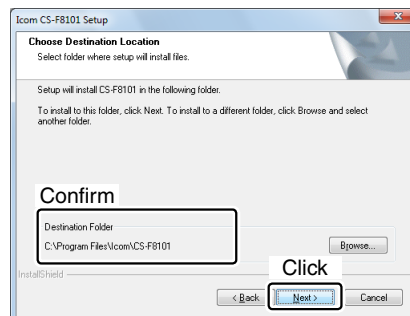 Icom CS-F8101 Setup
Choose Destination Location
Select folder where setup will install files.
Setup will install CS-F8101 in the following folder.
To install to this folder, click Next. To install to a different folder, click Browse and select
another folder.
Confirm
Destination Folder
C:\Program Files\Icom\CS-F8101
Browse...
Click
InstallShield
< Back
Next >
Cancel